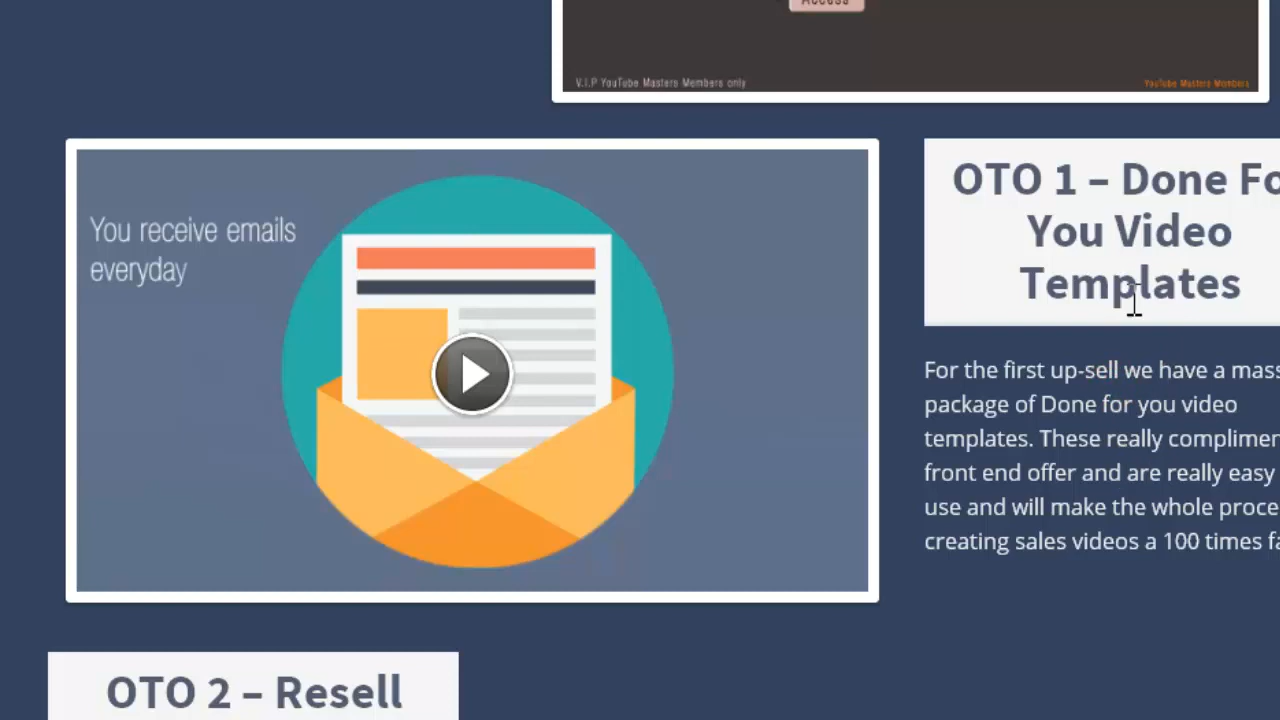 Access
V.I.P YouTube Masters Members only
YouTube Masters Members
You receive emails
everyday
OTO 1 – Done Fo
You Video
Templates
For the first up-sell we have a mass
package of Done for you video
templates. These really complimen
front end offer and are really easy
use and will make the whole proce
creating sales videos a 100 times fa
OTO 2 – Resell